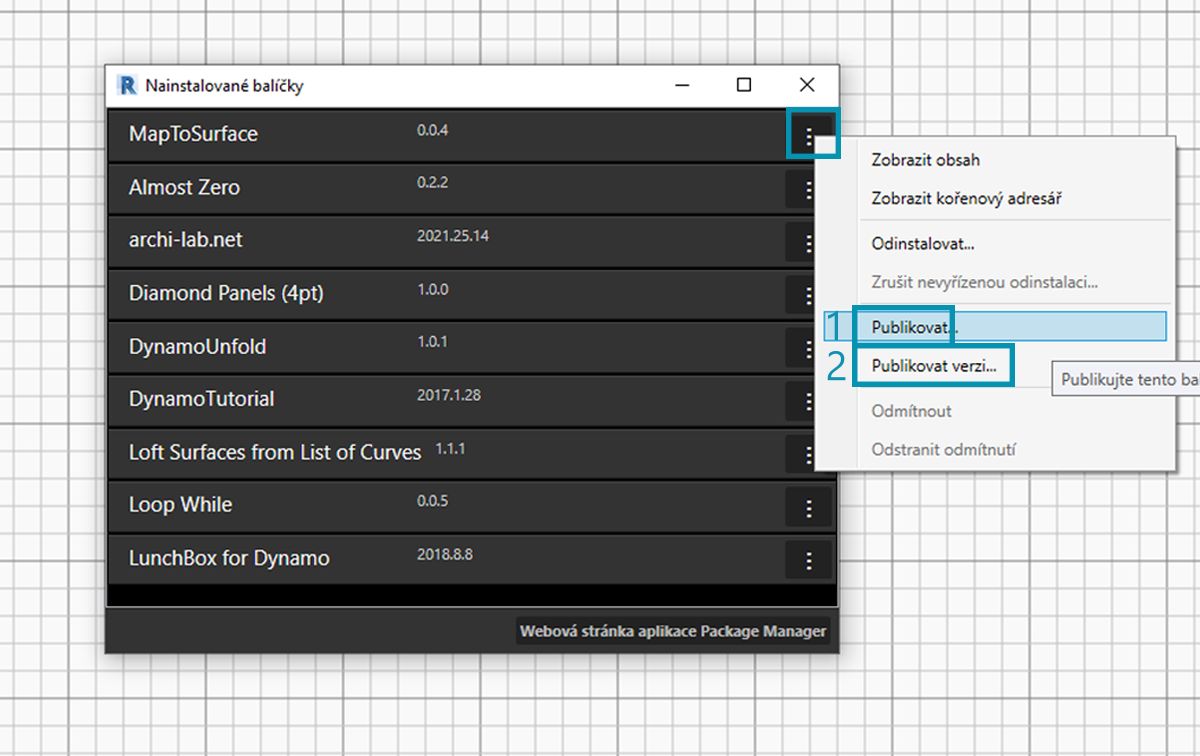 Nainstalované balíčky
MapToSurface 0.0.4
Almost Zero 0.2.2
archi-lab.net 2021.25.14
Diamond Panels (4pt) 1.0.0
DynamoUnfold 1.0.1
DynamoTutorial 2017.1.28
Loft Surfaces from List of Curves 1.1.1
Loop While 0.0.5
LunchBox for Dynamo 2018.8.8
Webová stránka aplikace Package Manager
Zobrazit obsah
Zobrazit kořenový adresář
Odinstalovat...
Zrušit nevyřízenou odinstalaci...
1 Publikovat...
2 Publikovat verzi...
Publikujte tento
Odmítnout
Odstranit odmítnutí